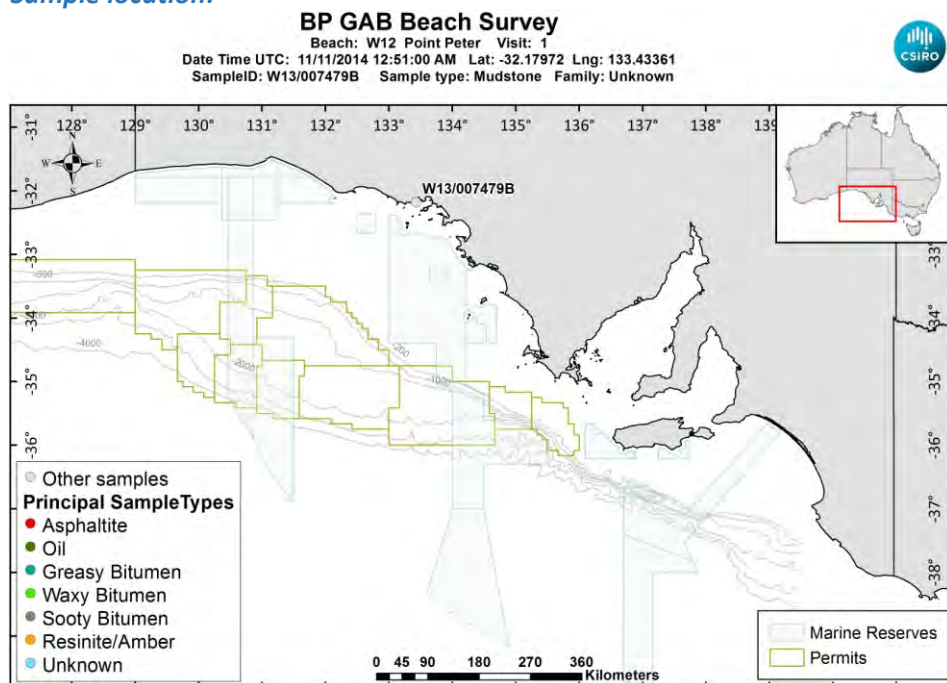 Sample location:
BP GAB Beach Survey
Beach: W12 Point Peter Visit: 1
Date Time UTC: 11/11/2014 12:51:00 AM Lat: -32.17972 Lng: 133.43361
SampleID: W13/007479B Sample type: Mudstone Family: Unknown
CSIRO
128° 129° 130° 131° 132° 133° 134° 135° 136° 137° 138° 139
-31°
N
W E
S
-32°
W13/007479B
-33°
-34°
-200
-4000
-2000
-1000
-35°
-36°
-37°
-38°
-31°
-32°
-33°
-34°
-35°
-36°
-37°
-38°
Other samples
Principal SampleTypes
Asphaltite
Oil
Greasy Bitumen
Waxy Bitumen
Sooty Bitumen
Resinite/Amber
Unknown
0 45 90 180 270 360
Kilometers
Marine Reserves
Permits